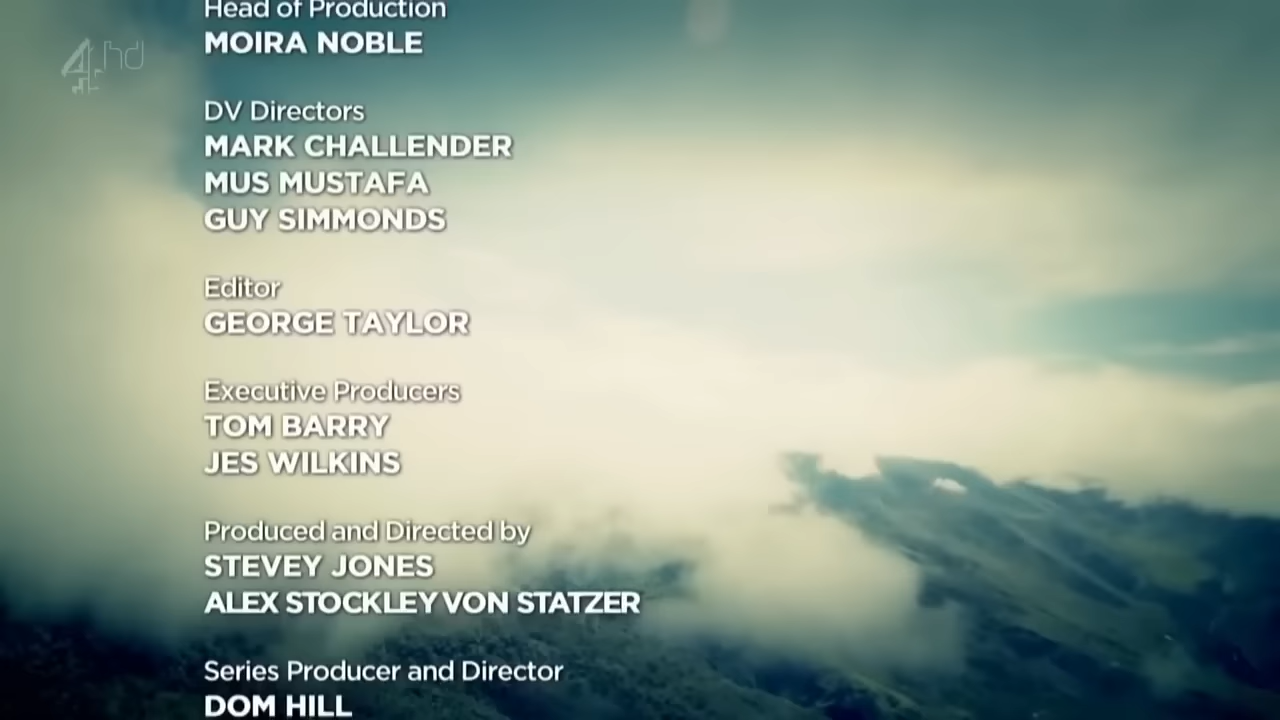 Head of Production
MOIRA NOBLE
4hd
DV Directors
MARK CHALLENDER
MUS MUSTAFA
GUY SIMMONDS
Editor
GEORGE TAYLOR
Executive Producers
TOM BARRY
JES WILKINS
Produced and Directed by
STEVEY JONES
ALEX STOCKLEY VON STATZER
Series Producer and Director
DOM HILL